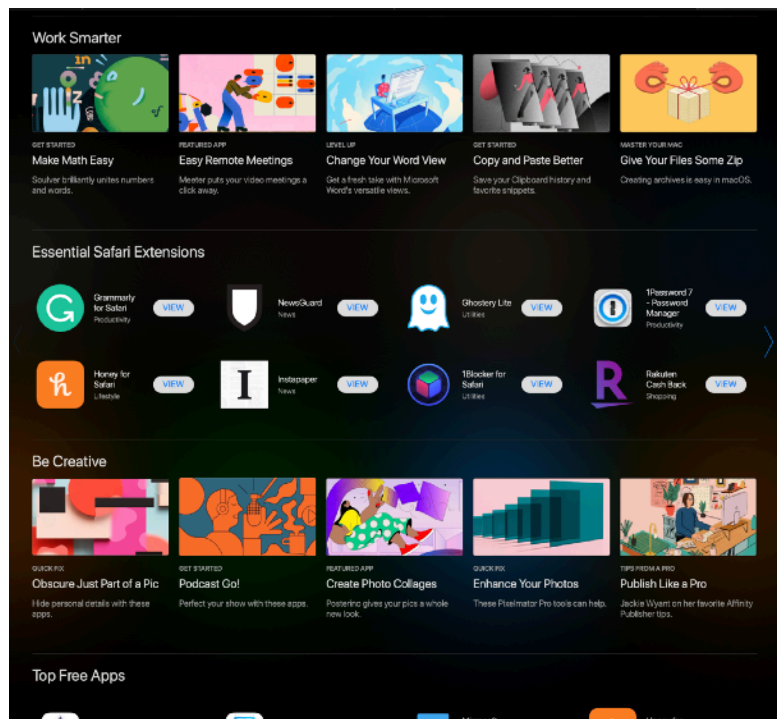 Work Smarter
GET STARTED
Make Math Easy
Soulver brilliantly unites numbers
and words.
FEATURED APP
Easy Remote Meetings
Meeter puts your video meetings a
click away.
LEVEL UP
Change Your Word View
Get a fresh take with Microsoft
Word's versatile views.
GET STARTED
Copy and Paste Better
Save your Clipboard history and
favorite snippets.
MASTER YOUR MAC
Give Your Files Some Zip
Creating archives is easy in macOS.
Essential Safari Extensions
Grammarly
for Safari
Productivity
VIEW
NewsGuard
News
VIEW
Ghostery Lite
Utilities
VIEW
1Password 7
- Password
Manager
Productivity
VIEW
Honey for
Safari
Lifestyle
VIEW
Instapaper
News
VIEW
1Blocker for
Safari
Utilities
VIEW
Rakuten
Cash Back
Shopping
VIEW
Be Creative
QUICK FIX
Obscure Just Part of a Pic
Hide personal details with these
apps.
GET STARTED
Podcast Go!
Perfect your show with these apps.
FEATURED APP
Create Photo Collages
Posterino gives your pics a whole
new look.
QUICK FIX
Enhance Your Photos
These Pixelmator Pro tools can help.
TIPS FROM A PRO
Publish Like a Pro
Jackie Wyant on her favorite Affinity
Publisher tips.
Top Free Apps